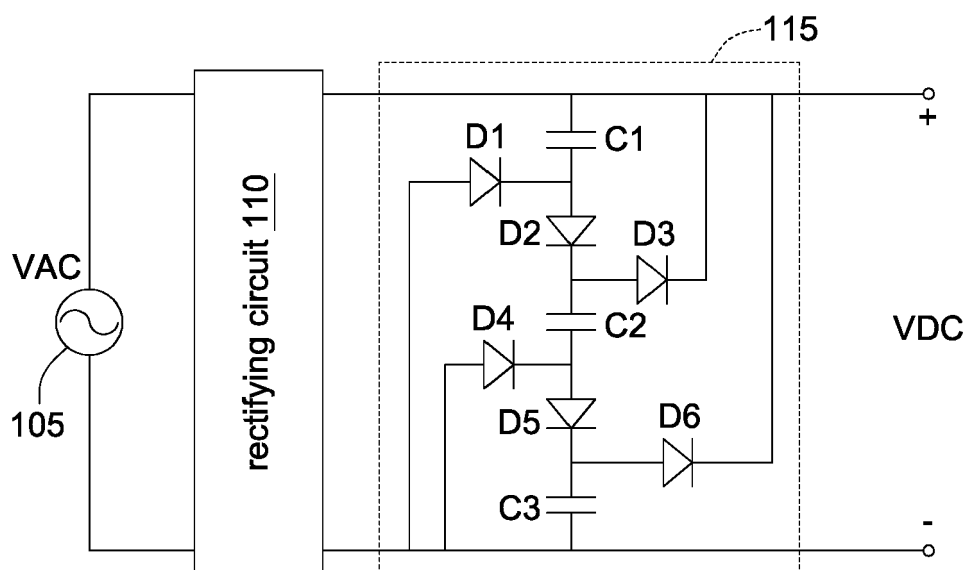 115
+
C1
D1
D2
D3
VAC
rectifying circuit 110
C2
D4
VDC
105
D5
D6
C3
-